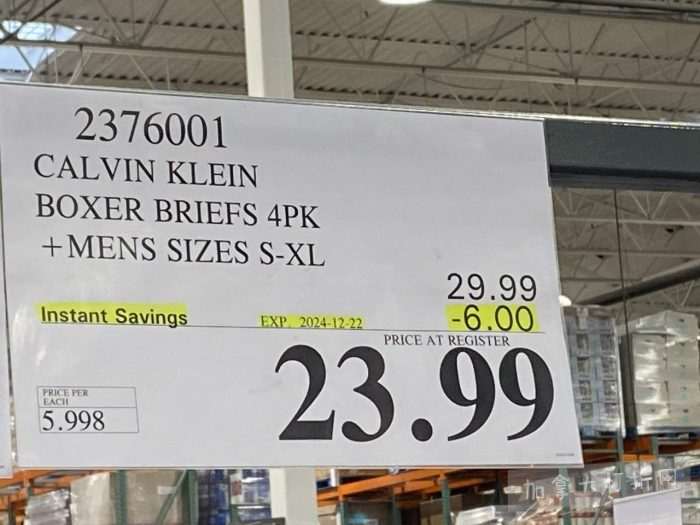 2376001
CALVIN KLEIN
BOXER BRIEFS 4PK
+MENS SIZES S-XL
29.99
Instant Savings EXP. 2024-12-22 -6.00
PRICE AT REGISTER
23.99
PRICE PER
EACH
5.998